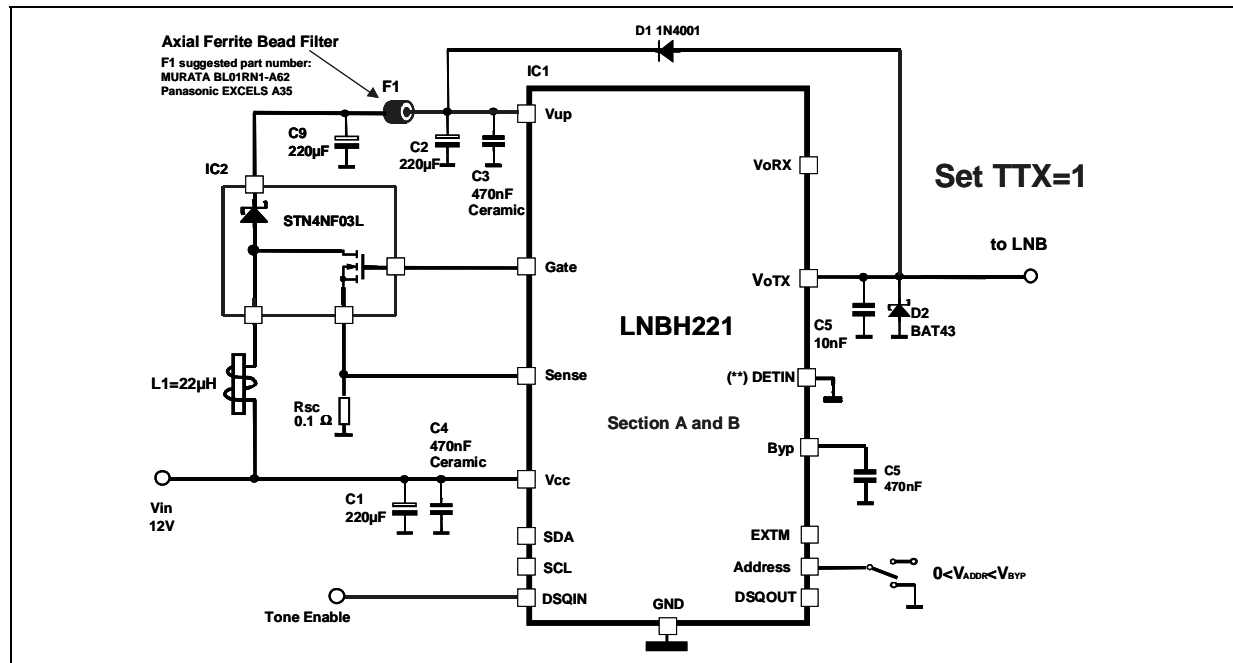 D1 1N4001
Axial Ferrite Bead Filter
F1 suggested part number:
MURATA BL01RN1-A62
Panasonic EXCELS A35
F1
IC1
Vup
C9
220µF
C2
220µF
C3
470nF
Ceramic
IC2
STN4NF03L
VoRX
Set TTX=1
to LNB
Gate
VoTX
LNBH221
C5
10nF
D2
BAT43
L1=22µH
Sense
(**) DETIN
Rsc
0.1 Ω
Section A and B
C4
470nF
Ceramic
Byp
C5
470nF
Vin
12V
C1
220µF
Vcc
SDA
EXTM
SCL
Address
0<VADDR<VBYP
Tone Enable
DSQIN
GND
DSQOUT